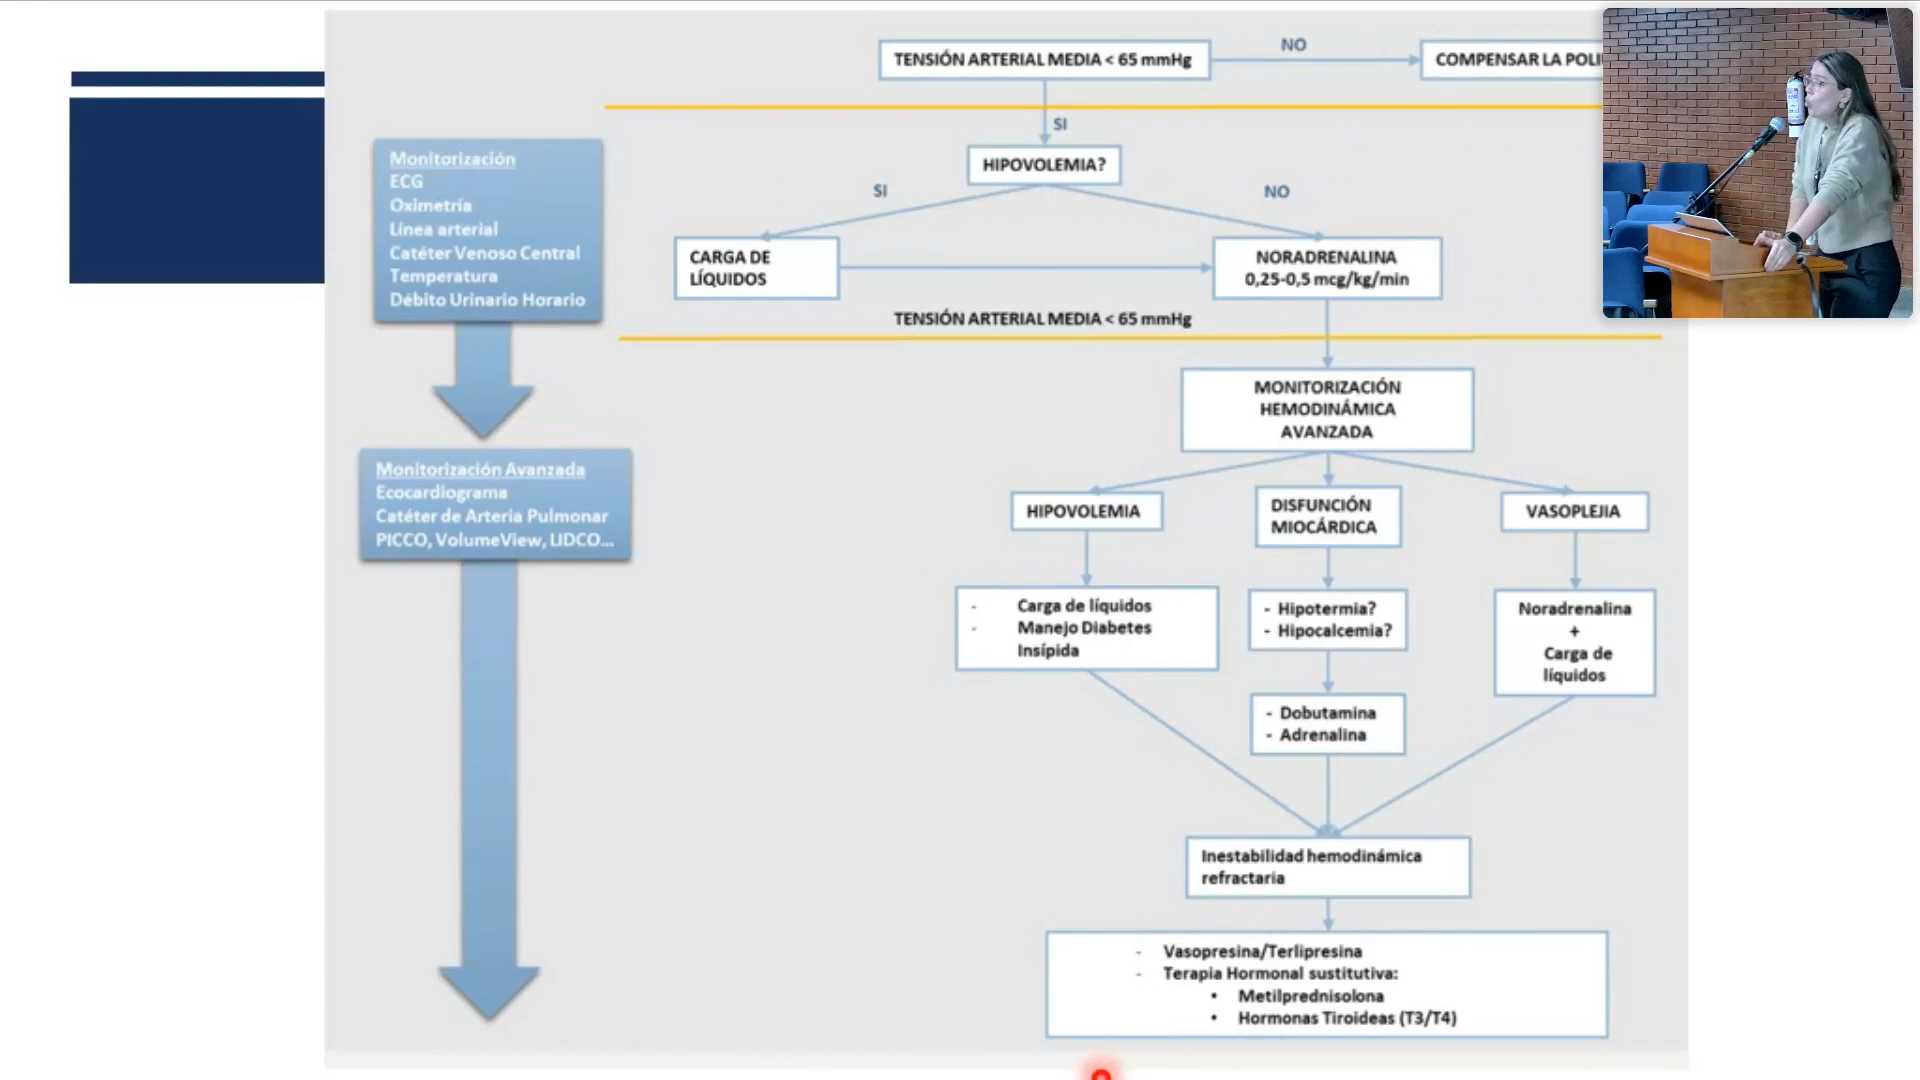 TENSIÓN ARTERIAL MEDIA < 65 mmHg
NO
COMPENSAR LA
SI
HIPOVOLEMIA?
SI
NO
CARGA DE
LÍQUIDOS
NORADRENALINA
0,25-0,5 mcg/kg/min
TENSIÓN ARTERIAL MEDIA < 65 mmHg
Monitorización
ECG
Oximetría
Línea arterial
Catéter Venoso Central
Temperatura
Débito Urinario Horario
MONITORIZACIÓN
HEMODINÁMICA
AVANZADA
Monitorización Avanzada
Ecocardiograma
Catéter de Arteria Pulmonar
PICCO, VolumeView, LIDCO...
HIPOVOLEMIA
DISFUNCIÓN
MIOCÁRDICA
VASOPLEJIA
- Carga de líquidos
- Manejo Diabetes
Insípida
- Hipotermia?
- Hipocalcemia?
Noradrenalina
+
Carga de
líquidos
- Dobutamina
- Adrenalina
Inestabilidad hemodinámica
refractaria
- Vasopresina/Terlipresina
- Terapia Hormonal sustitutiva:
• Metilprednisolona
• Hormonas Tiroideas (T3/T4)